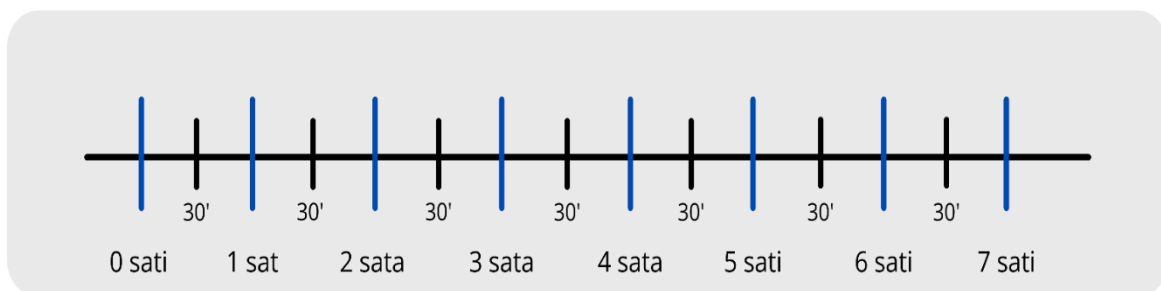 30' 30' 30' 30' 30' 30' 30'
0 sati 1 sat 2 sata 3 sata 4 sata 5 sati 6 sati 7 sati